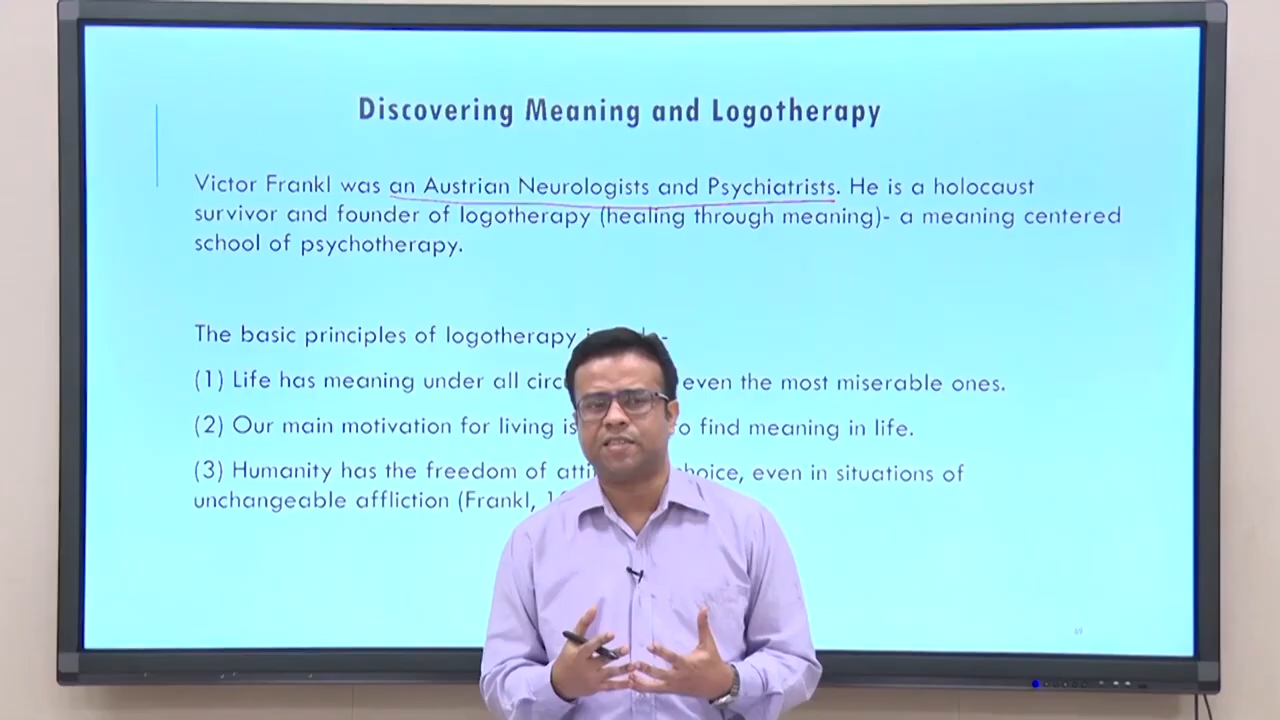 Discovering Meaning and Logotherapy
Victor Frankl was an Austrian Neurologists and Psychiatrists. He is a holocaust
survivor and founder of logotherapy (healing through meaning)- a meaning centered
school of psychotherapy.
The basic principles of logotherapy
(1) Life has meaning under all even the most miserable ones.
(2) Our main motivation for living is find meaning in life.
(3) Humanity has the freedom of even in situations of
unchangeable affliction (Frankl,
69